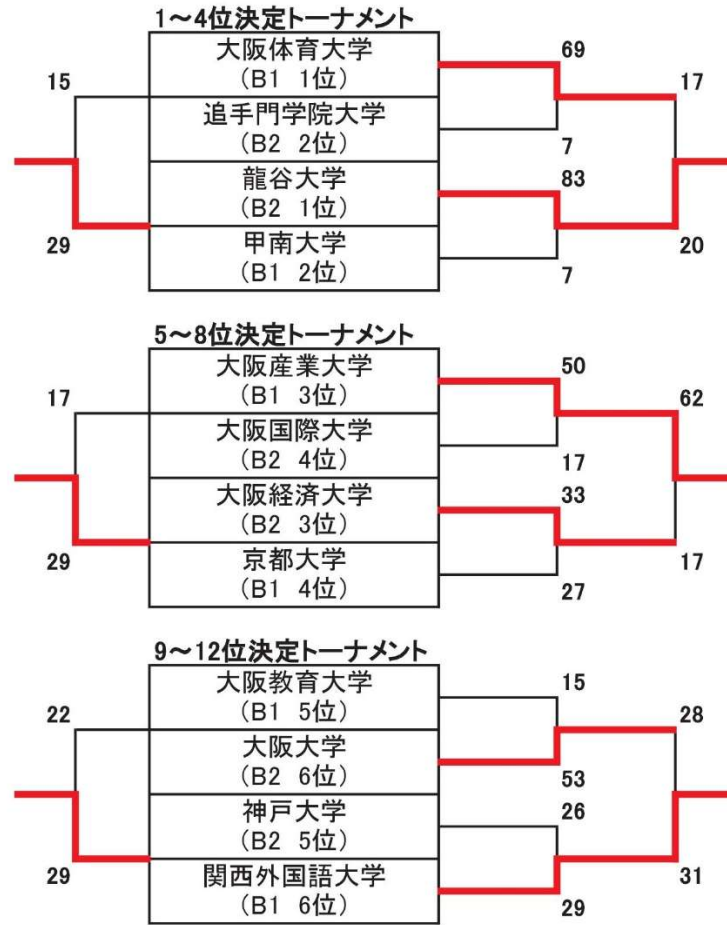 1～4位決定トーナメント
大阪体育大学
(B1 1位)
追手門学院大学
(B2 2位)
龍谷大学
(B2 1位)
甲南大学
(B1 2位)
15
29
69
7
83
7
17
20
5～8位決定トーナメント
大阪産業大学
(B1 3位)
大阪国際大学
(B2 4位)
大阪経済大学
(B2 3位)
京都大学
(B1 4位)
17
29
50
17
33
27
62
17
9～12位決定トーナメント
大阪教育大学
(B1 5位)
大阪大学
(B2 6位)
神戸大学
(B2 5位)
関西外国語大学
(B1 6位)
22
29
15
53
26
29
28
31